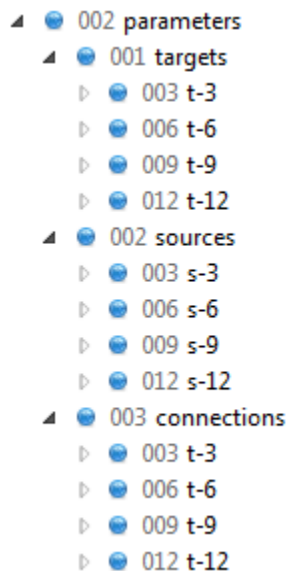 002 parameters
001 targets
003 t-3
006 t-6
009 t-9
012 t-12
002 sources
003 s-3
006 s-6
009 s-9
012 s-12
003 connections
003 t-3
006 t-6
009 t-9
012 t-12